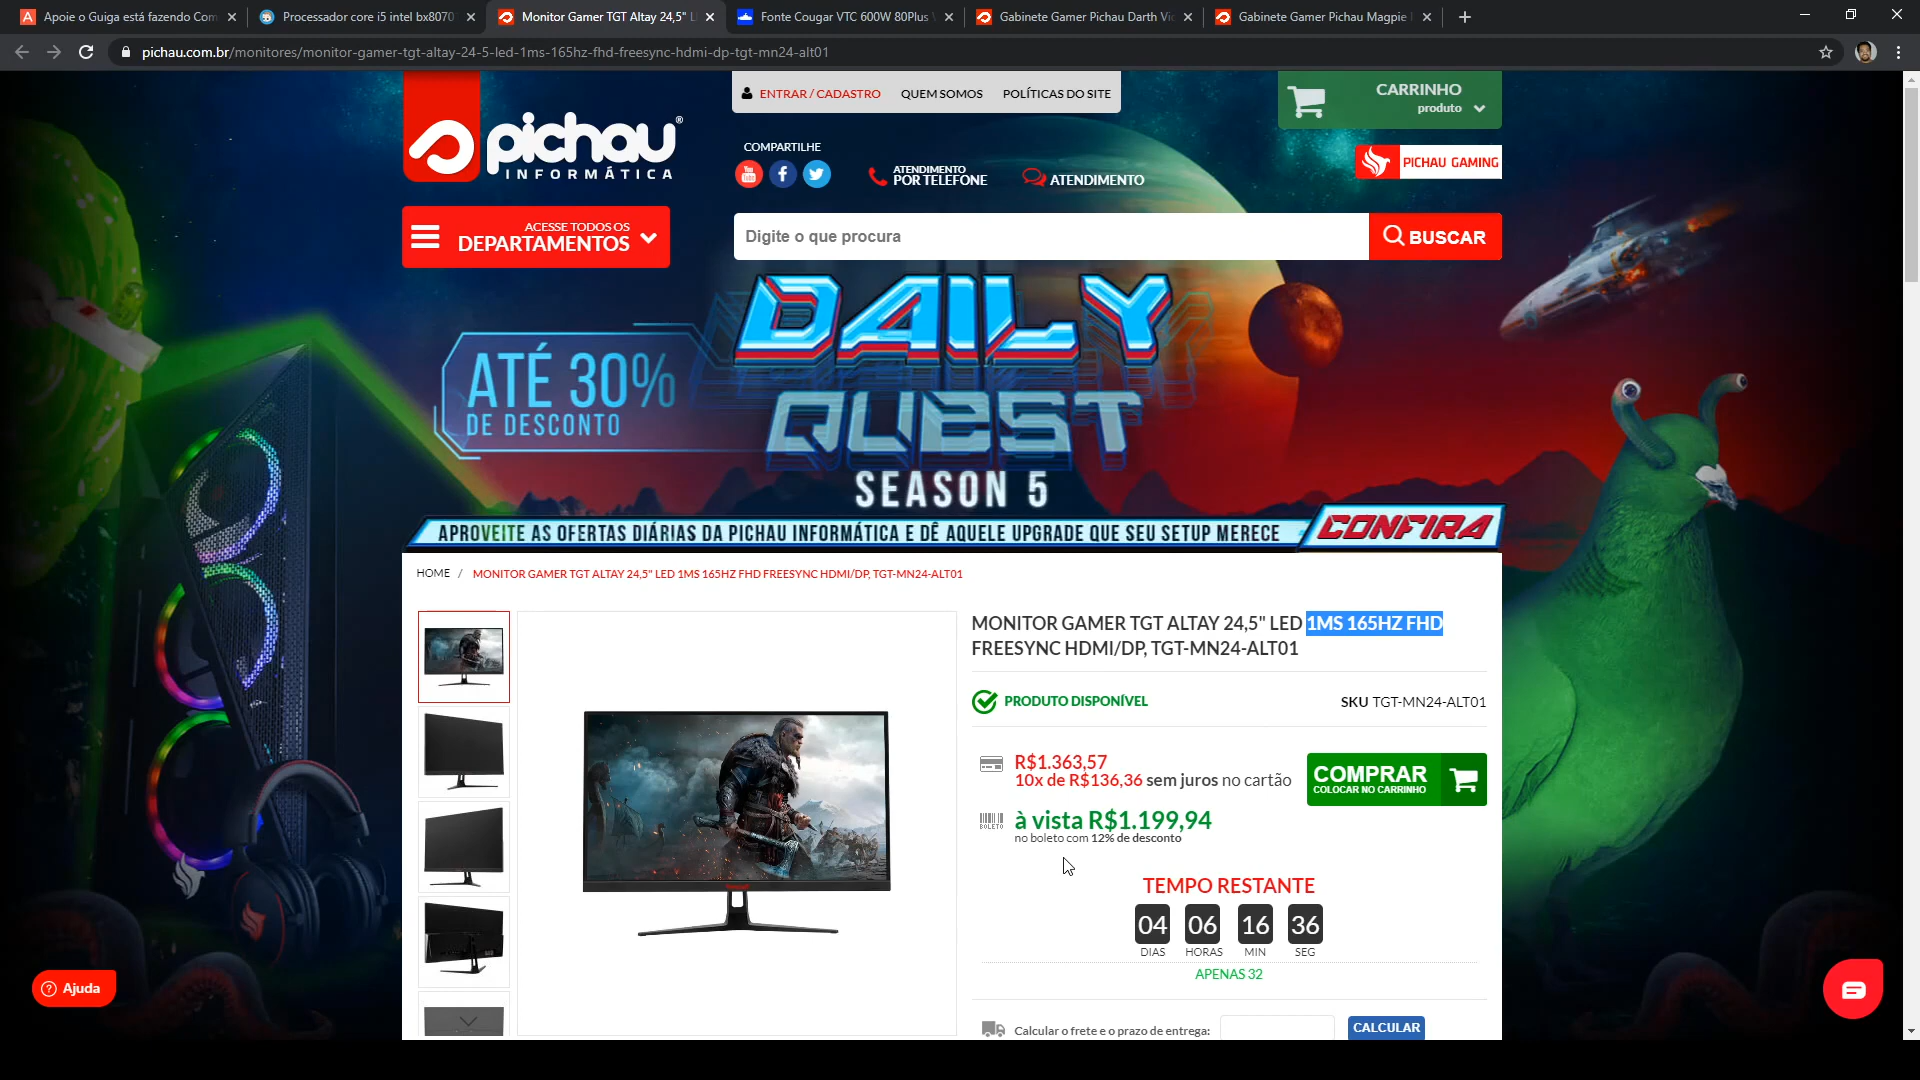 Apoie o Guiga está fazendo Com
Processador core i5 intel bx8070
Monitor Gamer TGT Altay 24,5" L
Fonte Cougar VTC 600W 80Plus
Gabinete Gamer Pichau Darth Vi
Gabinete Gamer Pichau Magpie
pichau.com.br/monitores/monitor-gamer-tgt-altay-24-5-led-1ms-165hz-fhd-freesync-hdmi-dp-tgt-mn24-alt01
ENTRAR / CADASTRO QUEM SOMOS POLÍTICAS DO SITE
CARRINHO
produto
pichau®
INFORMÁTICA
COMPARTILHE
You
ATENDIMENTO
POR TELEFONE
ATENDIMENTO
PICHAU GAMING
ACESSE TODOS OS
DEPARTAMENTOS
Digite o que procura
BUSCAR
DAILY
QUEST
SEASON 5
ATÉ 30%
DE DESCONTO
APROVEITE AS OFERTAS DIÁRIAS DA PICHAU INFORMÁTICA E DÊ AQUELE UPGRADE QUE SEU SETUP MERECE
CONFIRA
HOME / MONITOR GAMER TGT ALTAY 24,5" LED 1MS 165HZ FHD FREESYNC HDMI/DP, TGT-MN24-ALT01
MONITOR GAMER TGT ALTAY 24,5" LED 1MS 165HZ FHD
FREESYNC HDMI/DP, TGT-MN24-ALT01
PRODUTO DISPONÍVEL
SKU TGT-MN24-ALT01
R$1.363,57
10x de R$136,36 sem juros no cartão
COMPRAR
COLOCAR NO CARRINHO
BOLETO
à vista R$1.199,94
no boleto com 12% de desconto
TEMPO RESTANTE
04 06 16 36
DIAS HORAS MIN SEG
APENAS 32
Calcular o frete e o prazo de entrega:
CALCULAR
Ajuda